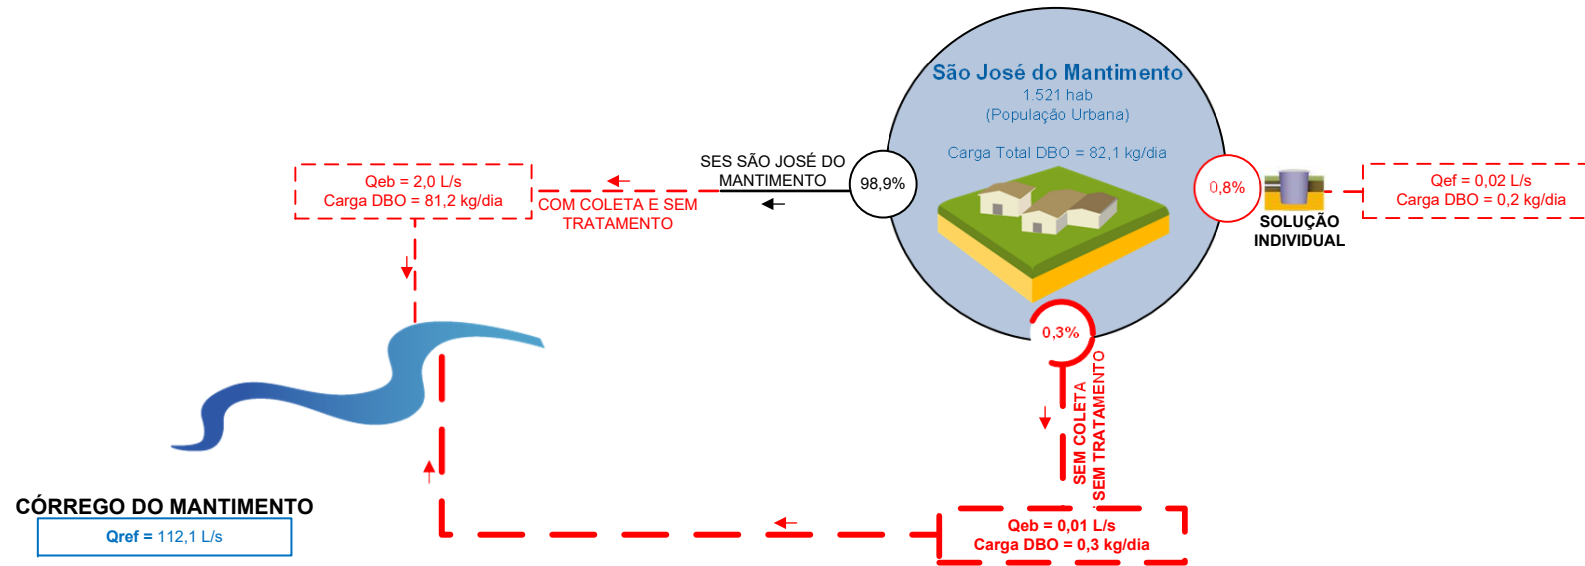 São José do Mantimento
1.521 hab
(População Urbana)
Carga Total DBO = 82,1 kg/dia
SES SÃO JOSÉ DO
MANTIMENTO
98,9%
Qeb = 2,0 L/s
Carga DBO = 81,2 kg/dia
COM COLETA E SEM
TRATAMENTO
0,8%
SOLUÇÃO
INDIVIDUAL
Qef = 0,02 L/s
Carga DBO = 0,2 kg/dia
0,3%
SEM COLETA
SEM TRATAMENTO
Qeb = 0,01 L/s
Carga DBO = 0,3 kg/dia
CÓRREGO DO MANTIMENTO
Qref = 112,1 L/s